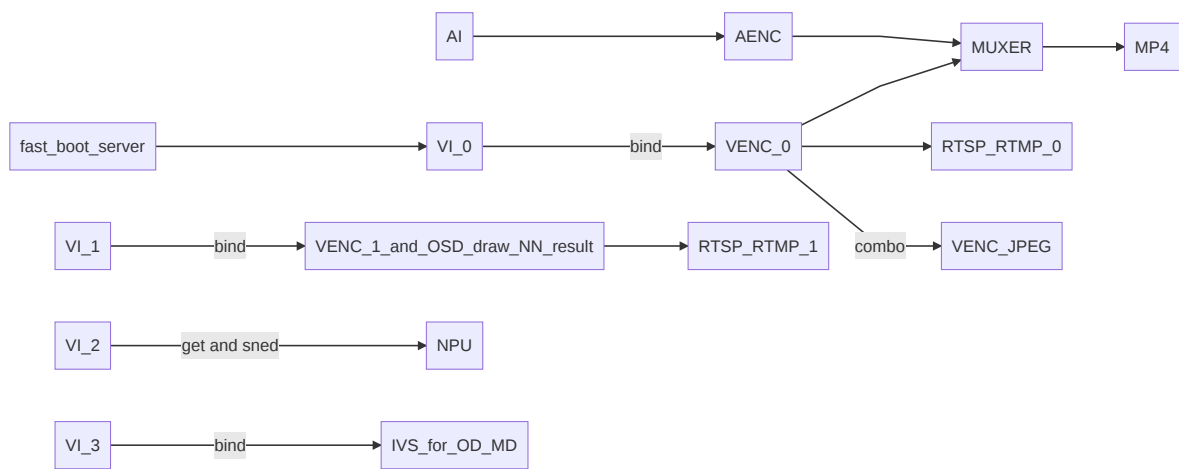 AI
AENC
MUXER
MP4
fast_boot_server
VI_0
bind
VENC_0
RTSP_RTMP_0
VI_1
bind
VENC_1_and_OSD_draw_NN_result
RTSP_RTMP_1
combo
VENC_JPEG
VI_2
get and sned
NPU
VI_3
bind
IVS_for_OD_MD